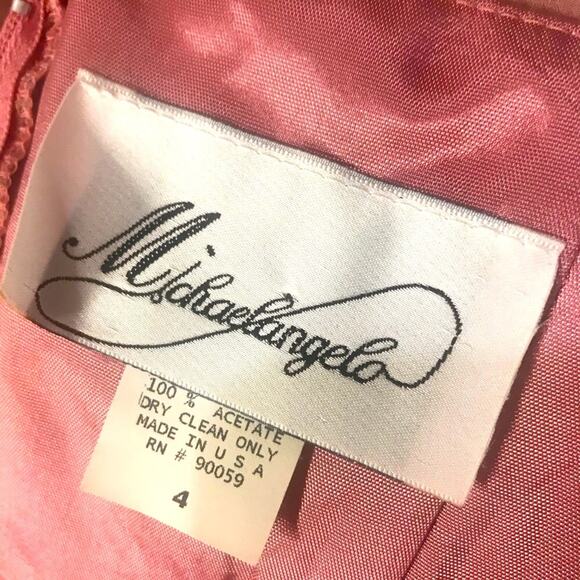 Michaelangelo
100 % ACETATE
DRY CLEAN ONLY
MADE IN U S A
RN # 90059
4